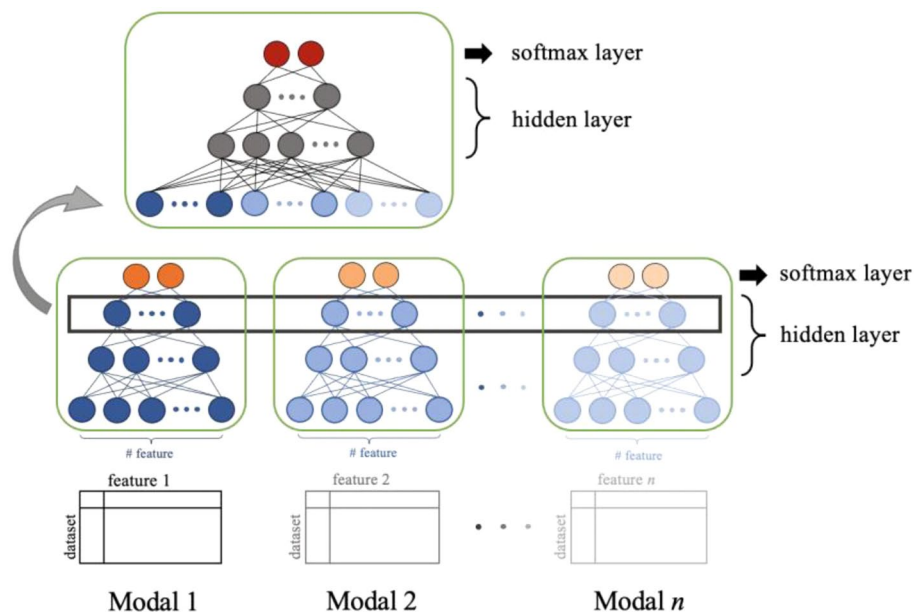 softmax layer
hidden layer
softmax layer
hidden layer
# feature
# feature
# feature
feature 1
feature 2
feature n
dataset
dataset
dataset
Modal 1
Modal 2
Modal n